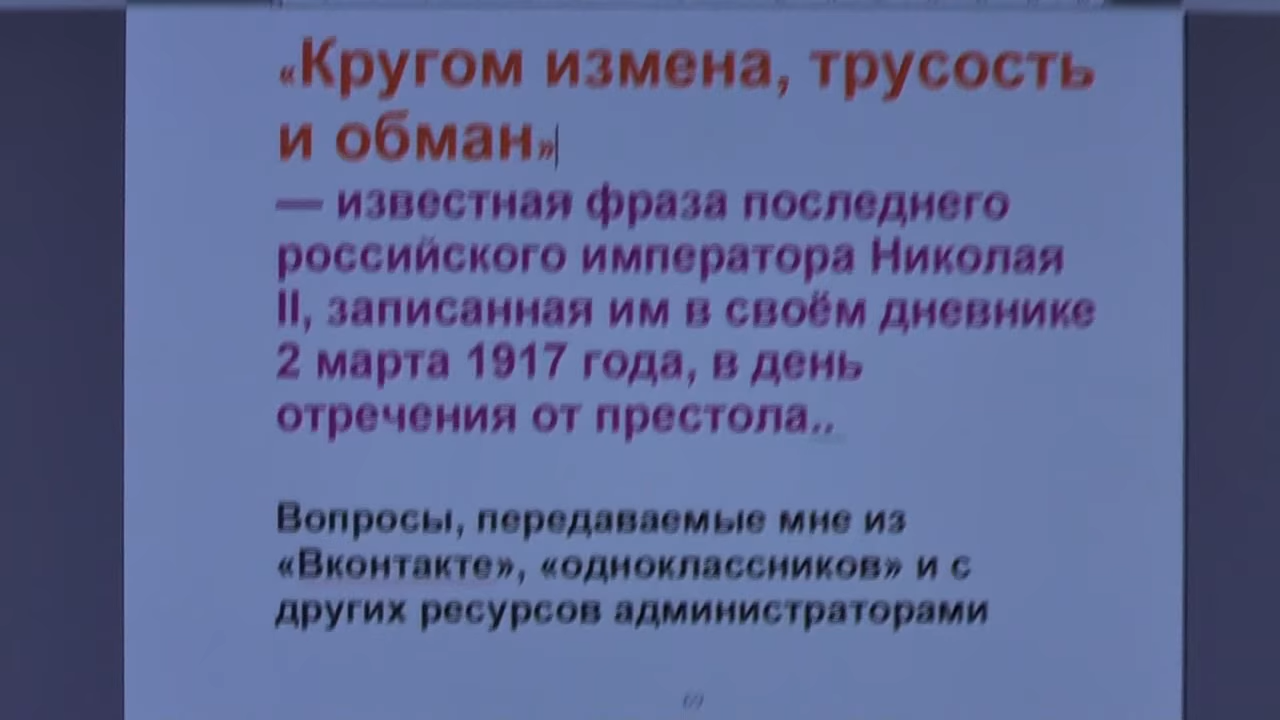 «Кругом измена, трусость
и обман»
— известная фраза последнего
российского императора Николая
II, записанная им в своём дневнике
2 марта 1917 года, в день
отречения от престола..
Вопросы, передаваемые мне из
«Вконтакте», «одноклассников» и с
других ресурсов администраторами
69